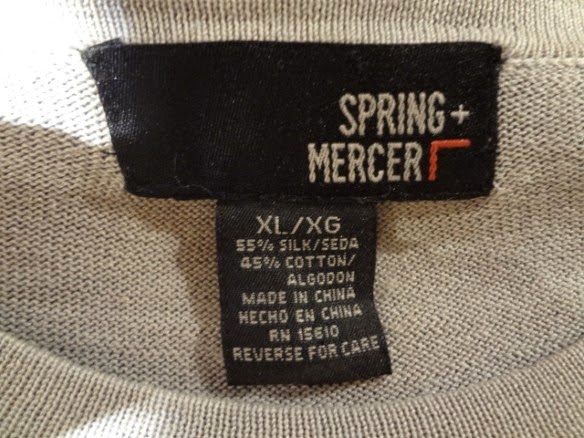 SPRING +
MERCER
XL/XG
55% SILK/SEDA
45% COTTON/
ALGODON
MADE IN CHINA
HECHO EN CHINA
RN 15610
REVERSE FOR CARE